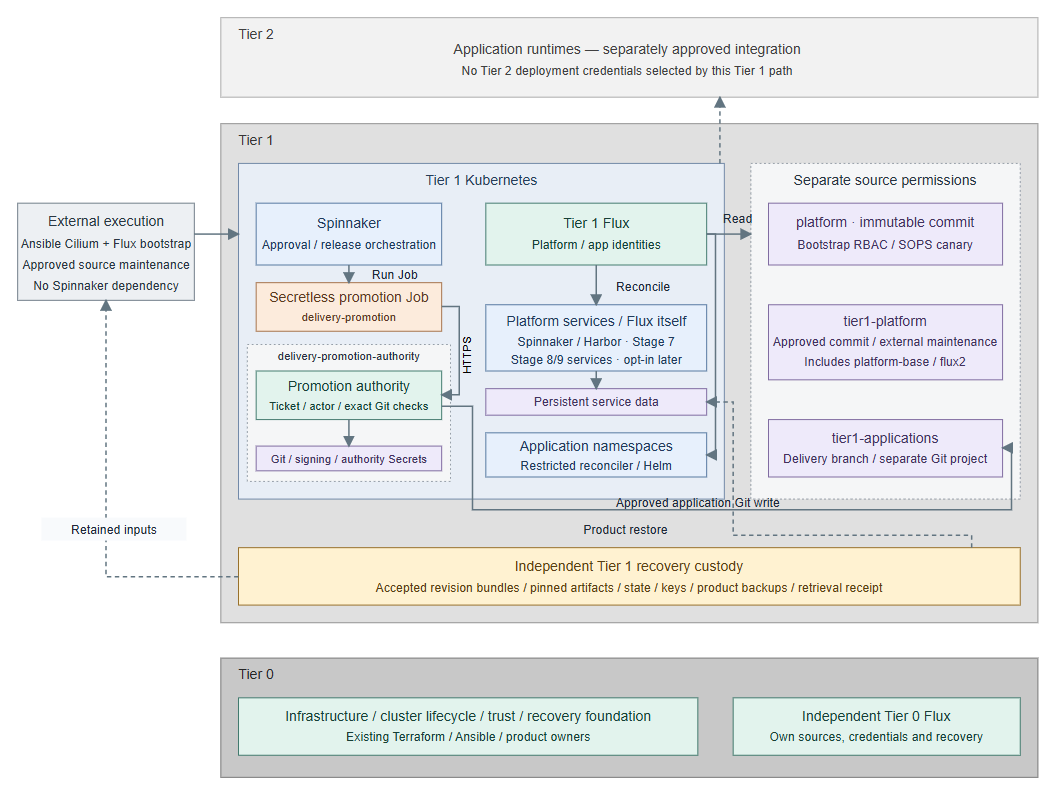 Tier 2
Application runtimes — separately approved integration
No Tier 2 deployment credentials selected by this Tier 1 path
Tier 1
Tier 1 Kubernetes
Separate source permissions
External execution
Ansible Cilium + Flux bootstrap
Approved source maintenance
No Spinnaker dependency
Spinnaker
Approval / release orchestration
Run Job
Secretless promotion Job
delivery-promotion
HTTPS
delivery-promotion-authority
Promotion authority
Ticket / actor / exact Git checks
Git / signing / authority Secrets
Tier 1 Flux
Platform / app identities
Read
Reconcile
Platform services / Flux itself
Spinnaker / Harbor · Stage 7
Stage 8/9 services · opt-in later
Persistent service data
Application namespaces
Restricted reconciler / Helm
platform · immutable commit
Bootstrap RBAC / SOPS canary
tier1-platform
Approved commit / external maintenance
Includes platform-base / flux2
tier1-applications
Delivery branch / separate Git project
Approved application Git write
Retained inputs
Product restore
Independent Tier 1 recovery custody
Accepted revision bundles / pinned artifacts / state / keys / product backups / retrieval receipt
Tier 0
Infrastructure / cluster lifecycle / trust / recovery foundation
Existing Terraform / Ansible / product owners
Independent Tier 0 Flux
Own sources, credentials and recovery